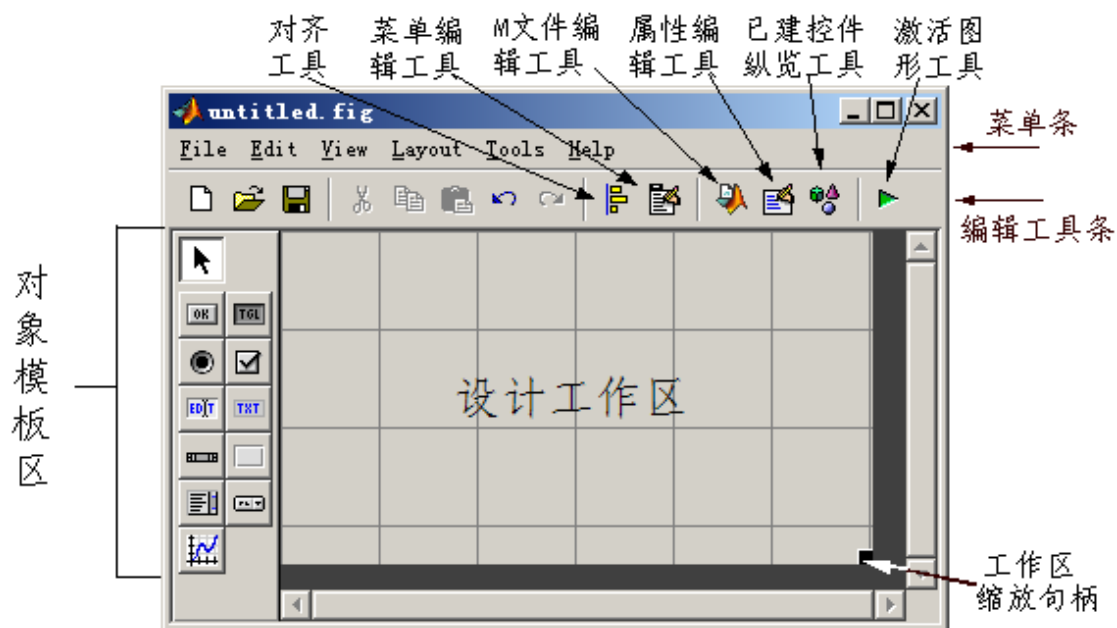 对齐
工具
菜单编
辑工具
M文件编
辑工具
属性编
辑工具
已建控件
纵览工具
激活图
形工具
untitled.fig
菜单条
File Edit View Layout Tools Help
编辑工具条
对象模板区
OK TGL
EDIT TXT
设计工作区
工作区
缩放句柄